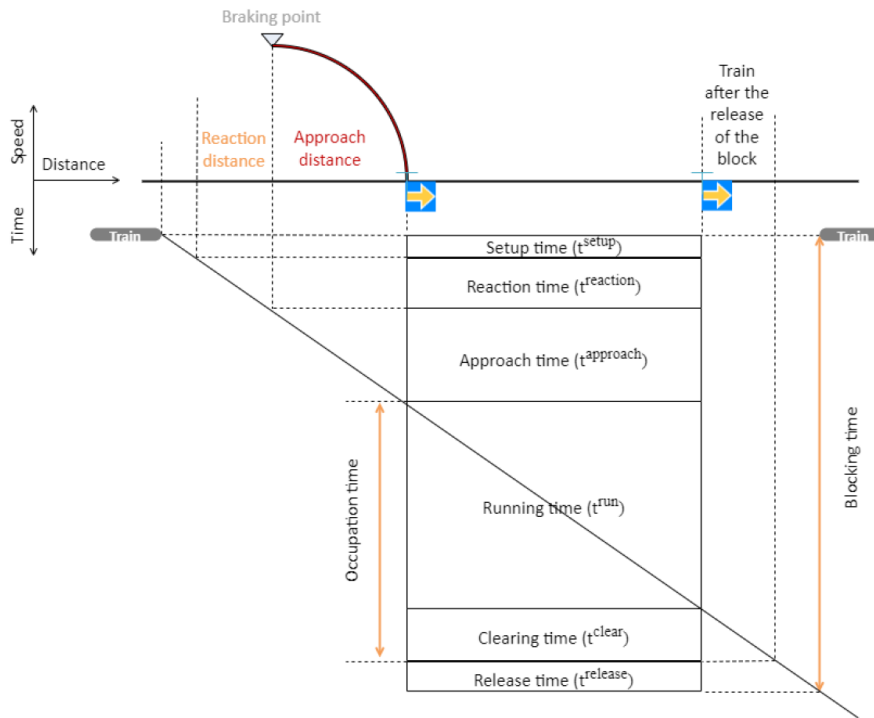 Braking point
Train
after the
release
of the
block
Speed
Reaction
distance
Approach
distance
Distance
Time
Train
Train
Setup time (t^setup)
Reaction time (t^reaction)
Approach time (t^approach)
Occupation time
Running time (t^run)
Blocking time
Clearing time (t^clear)
Release time (t^release)